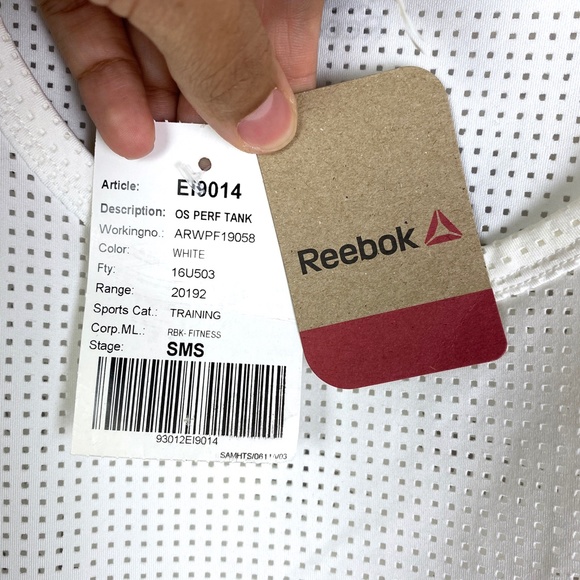 Article: EI9014
Description: OS PERF TANK
Workingno.: ARWPF19058
Color: WHITE
Fty: 16U503
Range: 20192
Sports Cat.: TRAINING
Corp.ML.: RBK- FITNESS
Stage: SMS
93012EI9014
Reebok